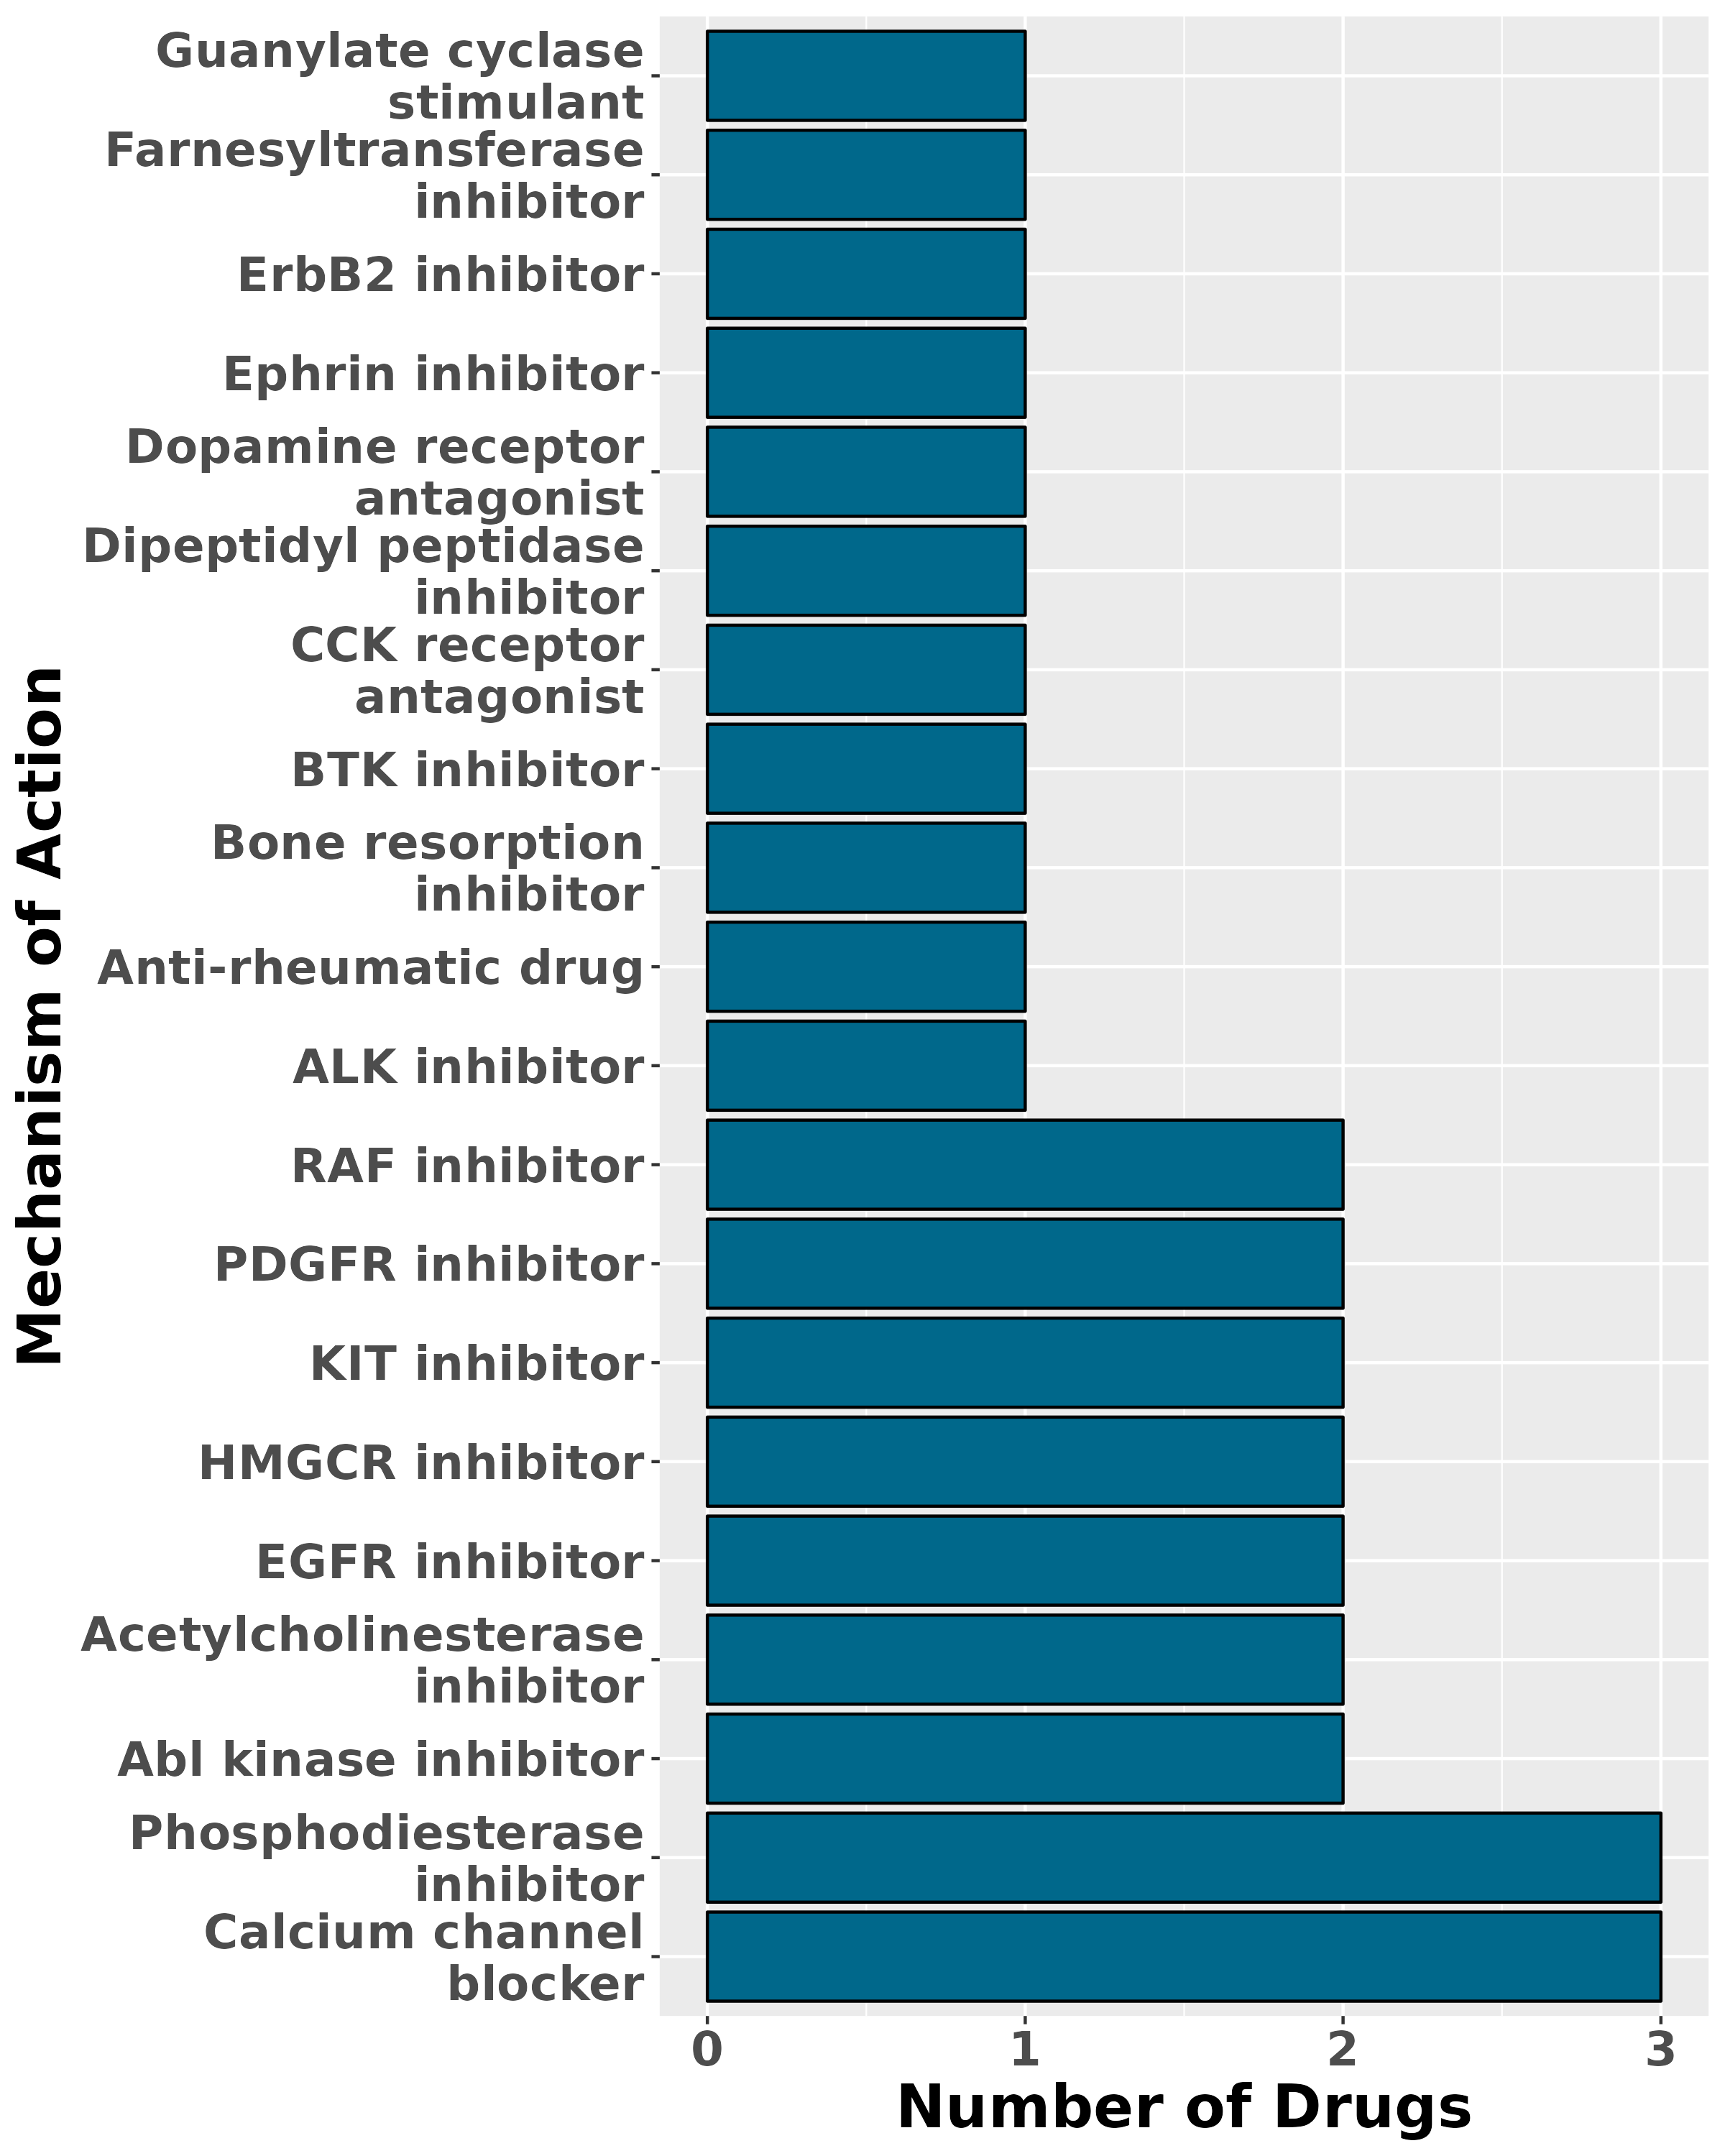 Mechanism of Action
Guanylate cyclase
stimulant
Farnesyltransferase
inhibitor
ErbB2 inhibitor
Ephrin inhibitor
Dopamine receptor
antagonist
Dipeptidyl peptidase
inhibitor
CCK receptor
antagonist
BTK inhibitor
Bone resorption
inhibitor
Anti-rheumatic drug
ALK inhibitor
RAF inhibitor
PDGFR inhibitor
KIT inhibitor
HMGCR inhibitor
EGFR inhibitor
Acetylcholinesterase
inhibitor
Abl kinase inhibitor
Phosphodiesterase
inhibitor
Calcium channel
blocker
0 1 2 3
Number of Drugs